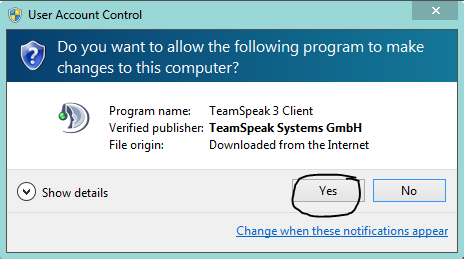 User Account Control
Do you want to allow the following program to make
changes to this computer?
Program name: TeamSpeak 3 Client
Verified publisher: TeamSpeak Systems GmbH
File origin: Downloaded from the Internet
Show details
Yes
No
Change when these notifications appear